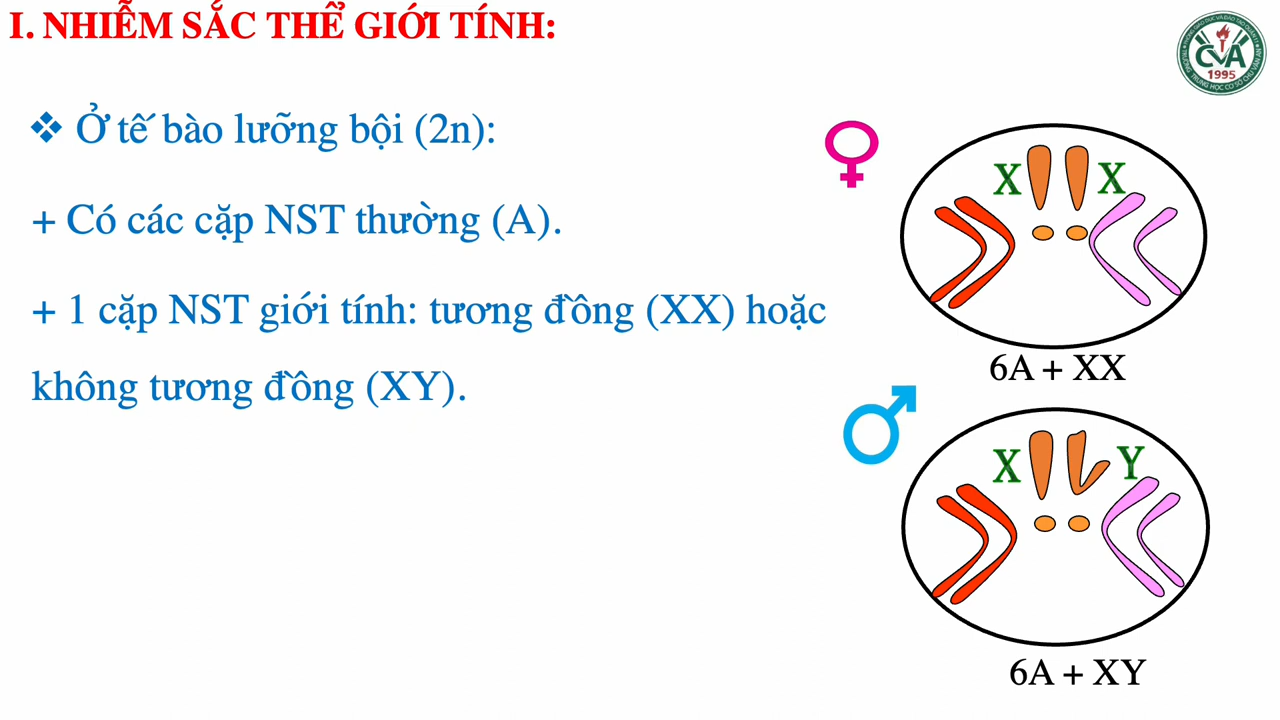 I. NHIỄM SẮC THỂ GIỚI TÍNH:
❖ Ở tế bào lưỡng bội (2n):
+ Có các cặp NST thường (A).
+ 1 cặp NST giới tính: tương đồng (XX) hoặc
không tương đồng (XY).
X X
6A + XX
X Y
6A + XY
CVA
1995